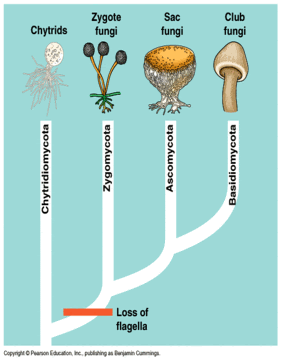 Chytrids
Zygote
fungi
Sac
fungi
Club
fungi
Chytridiomycota
Zygomycota
Ascomycota
Basidiomycota
Loss of
flagella
Copyright © Pearson Education, Inc., publishing as Benjamin Cummings.